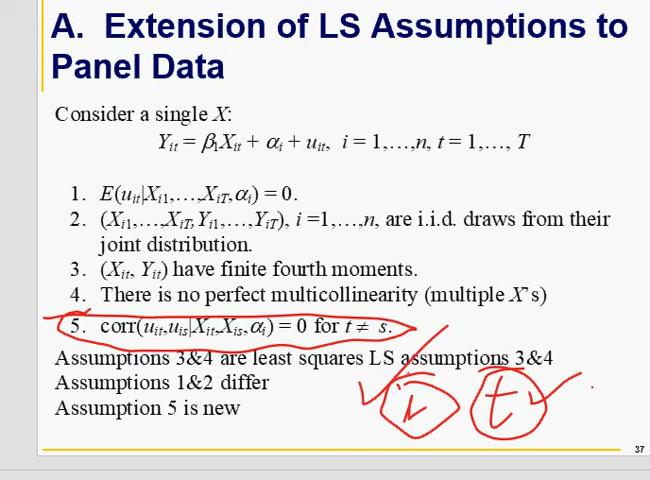 A. Extension of LS Assumptions to
Panel Data
Consider a single X:
Yit = β1Xit + αi + uit, i = 1,…,n, t = 1,…, T
1. E(uit|Xi1,…,XiT,αi) = 0.
2. (Xi1,…,XiT,Yi1,…,YiT), i =1,…,n, are i.i.d. draws from their
joint distribution.
3. (Xit, Yit) have finite fourth moments.
4. There is no perfect multicollinearity (multiple X's)
5. corr(uit,uis|Xit,Xis,αi) = 0 for t ≠ s.
Assumptions 3&4 are least squares LS assumptions 3&4
Assumptions 1&2 differ
Assumption 5 is new
i t
37